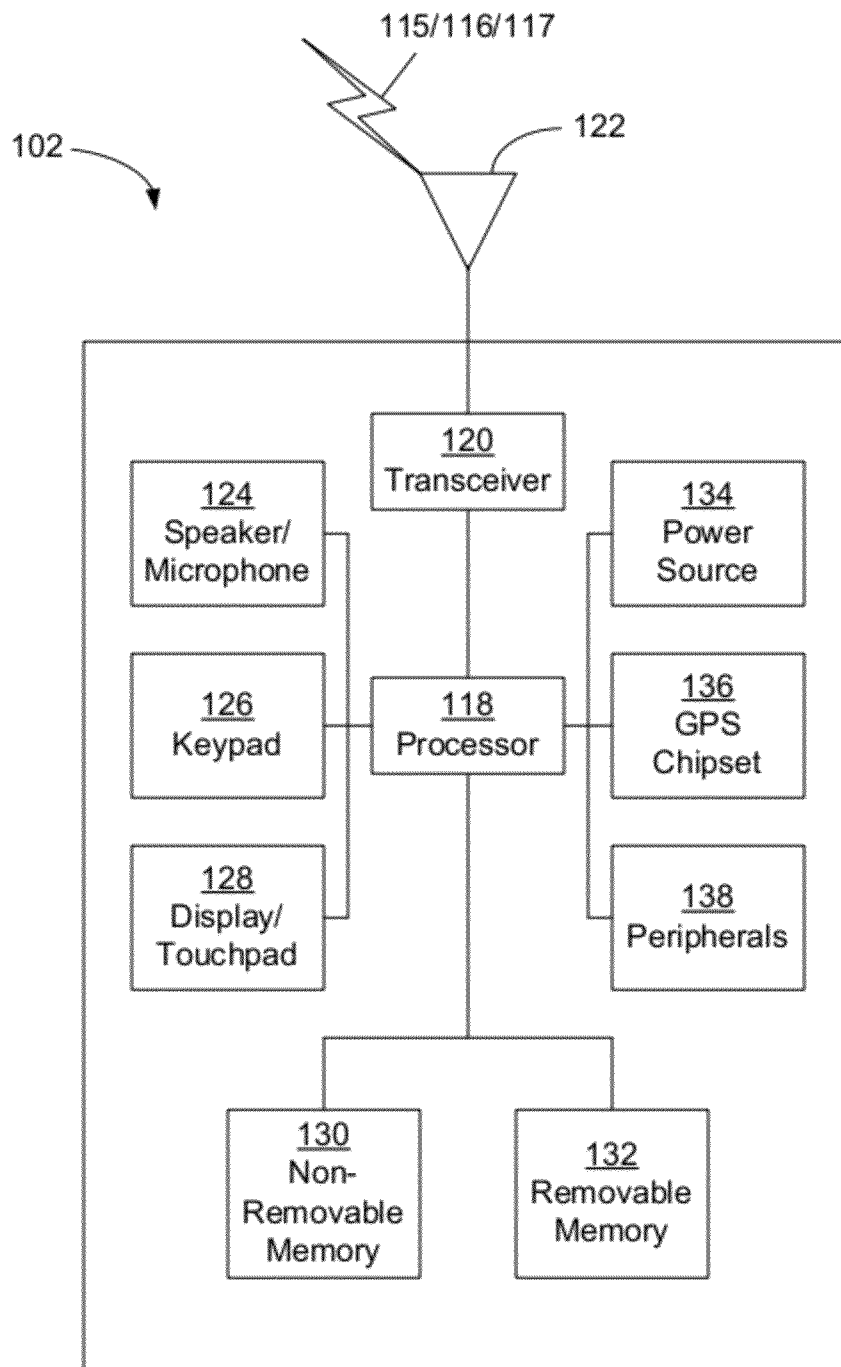 115/116/117
122
102
120
Transceiver
124
Speaker/
Microphone
134
Power
Source
126
Keypad
118
Processor
136
GPS
Chipset
128
Display/
Touchpad
138
Peripherals
130
Non-
Removable
Memory
132
Removable
Memory